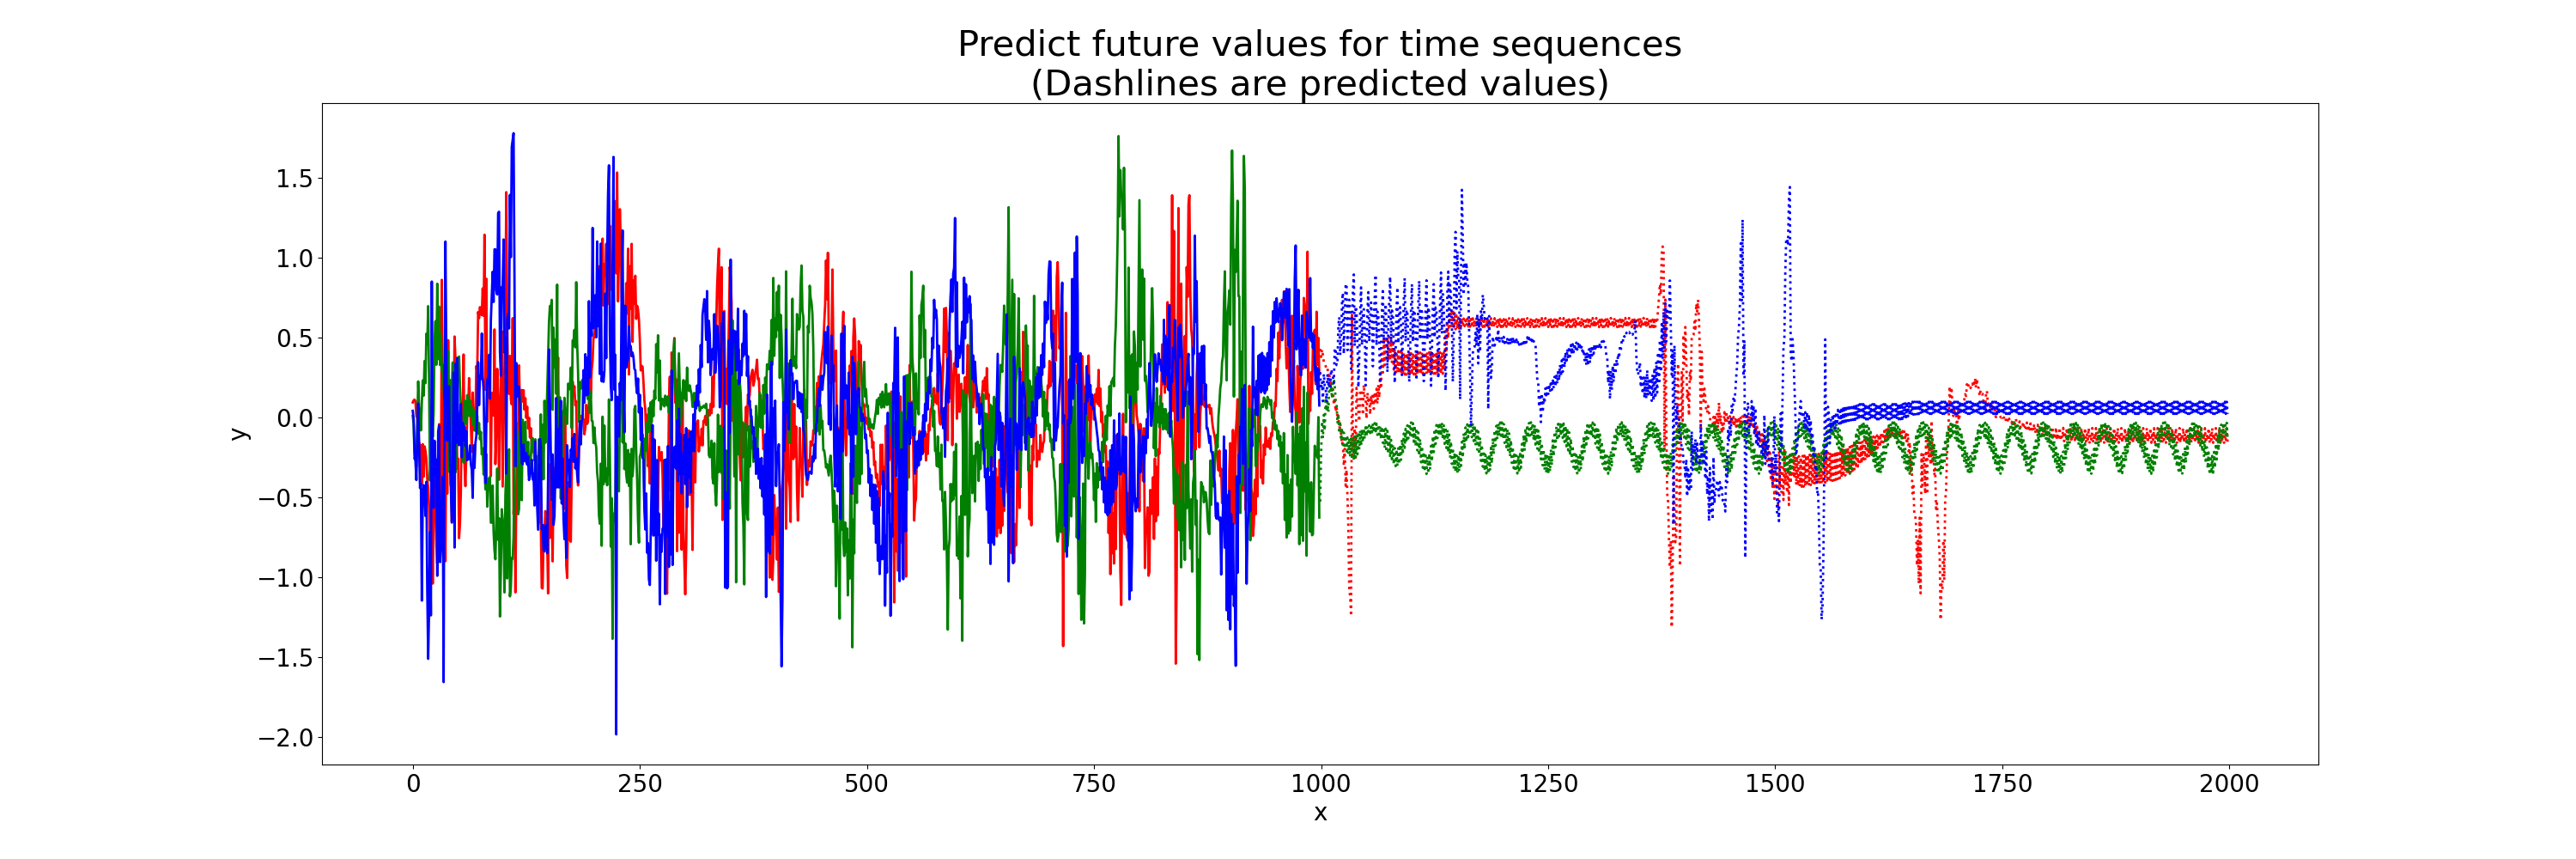 Predict future values for time sequences
(Dashlines are predicted values)
y
1.5
1.0
0.5
0.0
−0.5
−1.0
−1.5
−2.0
0 250 500 750 1000 1250 1500 1750 2000
x